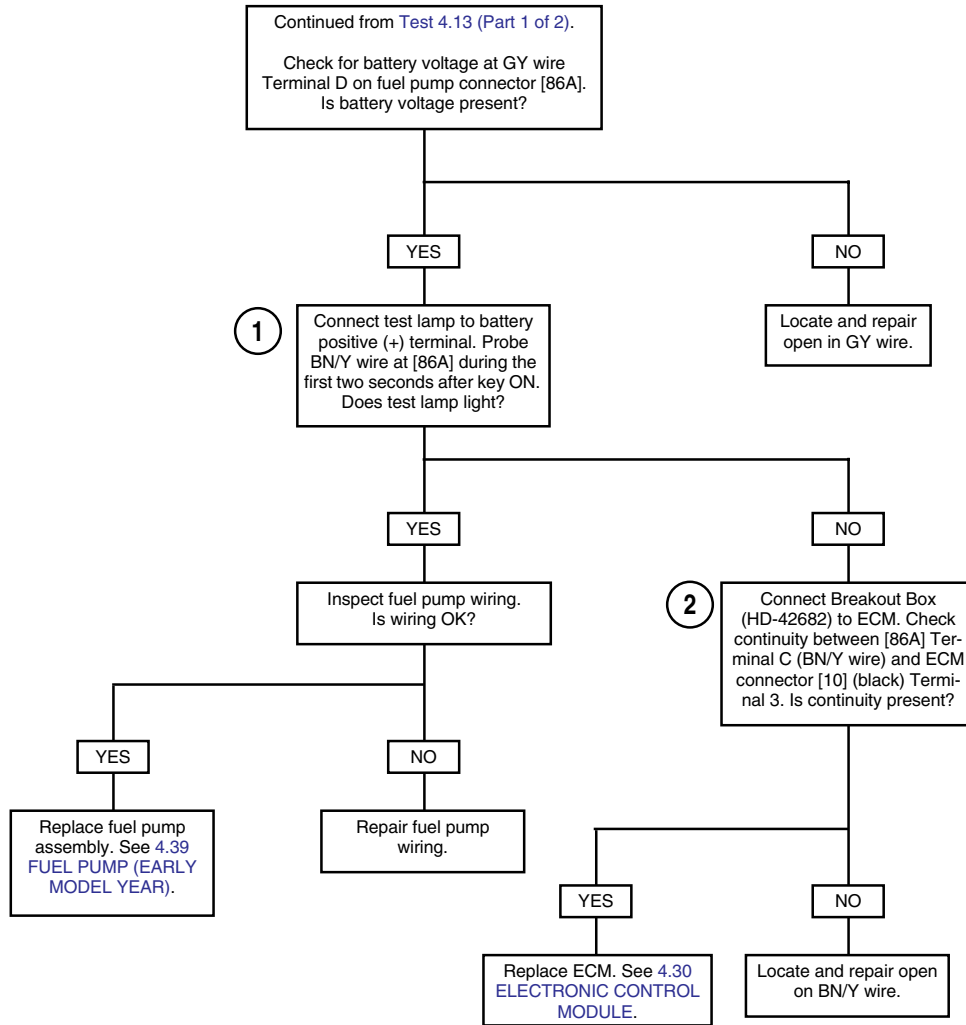 Continued from Test 4.13 (Part 1 of 2).
Check for battery voltage at GY wire
Terminal D on fuel pump connector [86A].
Is battery voltage present?
YES
NO
1
Connect test lamp to battery
positive (+) terminal. Probe
BN/Y wire at [86A] during the
first two seconds after key ON.
Does test lamp light?
Locate and repair
open in GY wire.
YES
NO
Inspect fuel pump wiring.
Is wiring OK?
2
Connect Breakout Box
(HD-42682) to ECM. Check
continuity between [86A] Ter-
minal C (BN/Y wire) and ECM
connector [10] (black) Termi-
nal 3. Is continuity present?
YES
NO
Replace fuel pump
assembly. See 4.39
FUEL PUMP (EARLY
MODEL YEAR).
Repair fuel pump
wiring.
YES
NO
Replace ECM. See 4.30
ELECTRONIC CONTROL
MODULE.
Locate and repair open
on BN/Y wire.